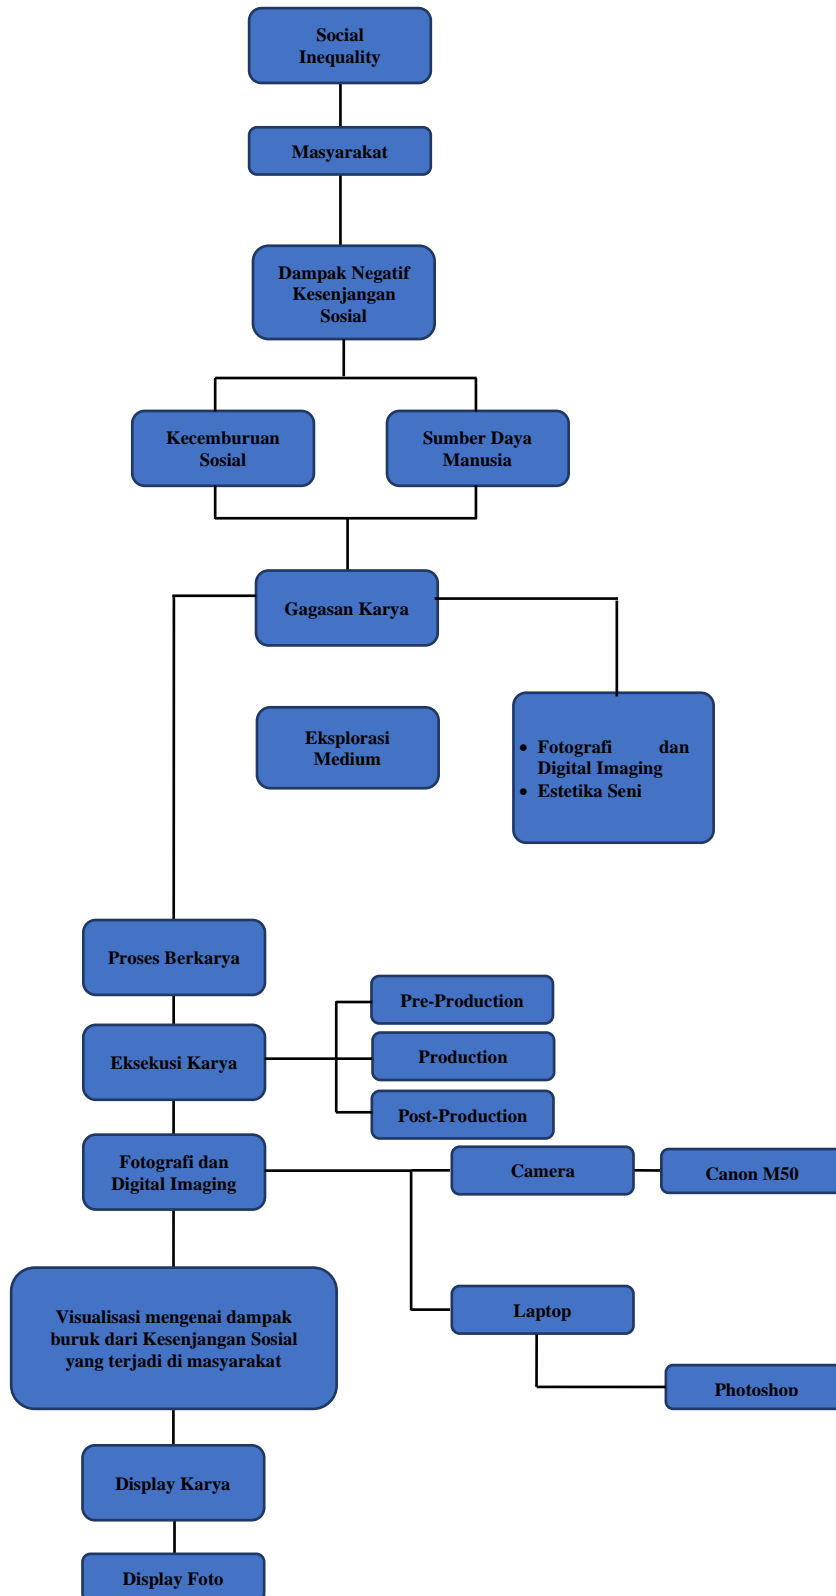 Social
Inequality
Masyarakat
Dampak Negatif
Kesenjangan
Sosial
Kecemburuan
Sosial
Sumber Daya
Manusia
Gagasan Karya
Eksplorasi
Medium
• Fotografi dan
Digital Imaging
• Estetika Seni
Proses Berkarya
Pre-Production
Eksekusi Karya
Production
Post-Production
Fotografi dan
Digital Imaging
Camera
Canon M50
Visualisasi mengenai dampak
buruk dari Kesenjangan Sosial
yang terjadi di masyarakat
Laptop
Photoshop
Display Karya
Display Foto